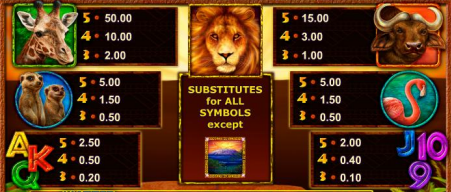 5 • 50.00
4 • 10.00
3 • 2.00
5 • 15.00
4 • 3.00
3 • 1.00
5 • 5.00
4 • 1.50
3 • 0.50
SUBSTITUTES
for ALL
SYMBOLS
except
5 • 5.00
4 • 1.50
3 • 0.50
A
K
Q
5 • 2.50
4 • 0.50
3 • 0.20
5 • 2.00
4 • 0.40
3 • 0.10
J 10
9